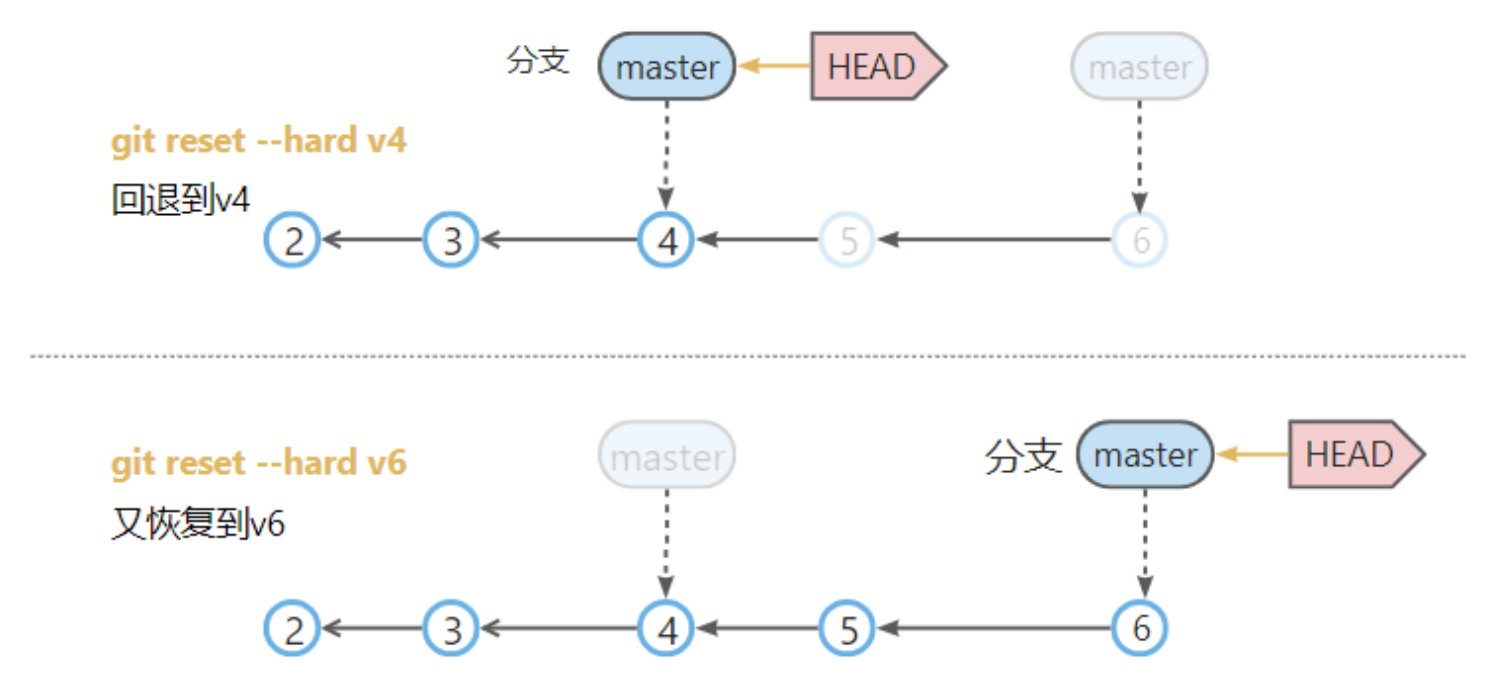 分支 master HEAD master
git reset --hard v4
回退到v4
2 3 4 5 6
git reset --hard v6
master 分支 master HEAD
又恢复到v6
2 3 4 5 6